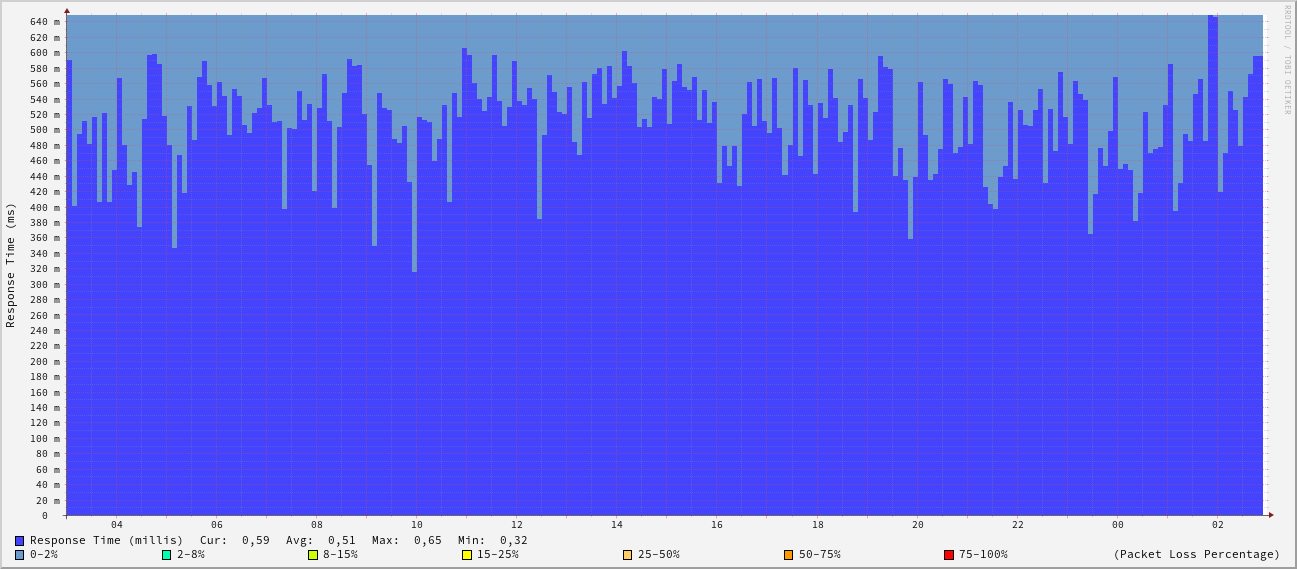 640 m
620 m
600 m
580 m
560 m
540 m
520 m
500 m
480 m
460 m
440 m
420 m
400 m
380 m
360 m
340 m
320 m
300 m
280 m
260 m
240 m
220 m
200 m
180 m
160 m
140 m
120 m
100 m
80 m
60 m
40 m
20 m
0
Response Time (ms)
RRDTOOL / TOBI OETIKER
04 06 08 10 12 14 16 18 20 22 00 02
Response Time (millis) Cur: 0,59 Avg: 0,51 Max: 0,65 Min: 0,32
0-2% 2-8% 8-15% 15-25% 25-50% 50-75% 75-100% (Packet Loss Percentage)